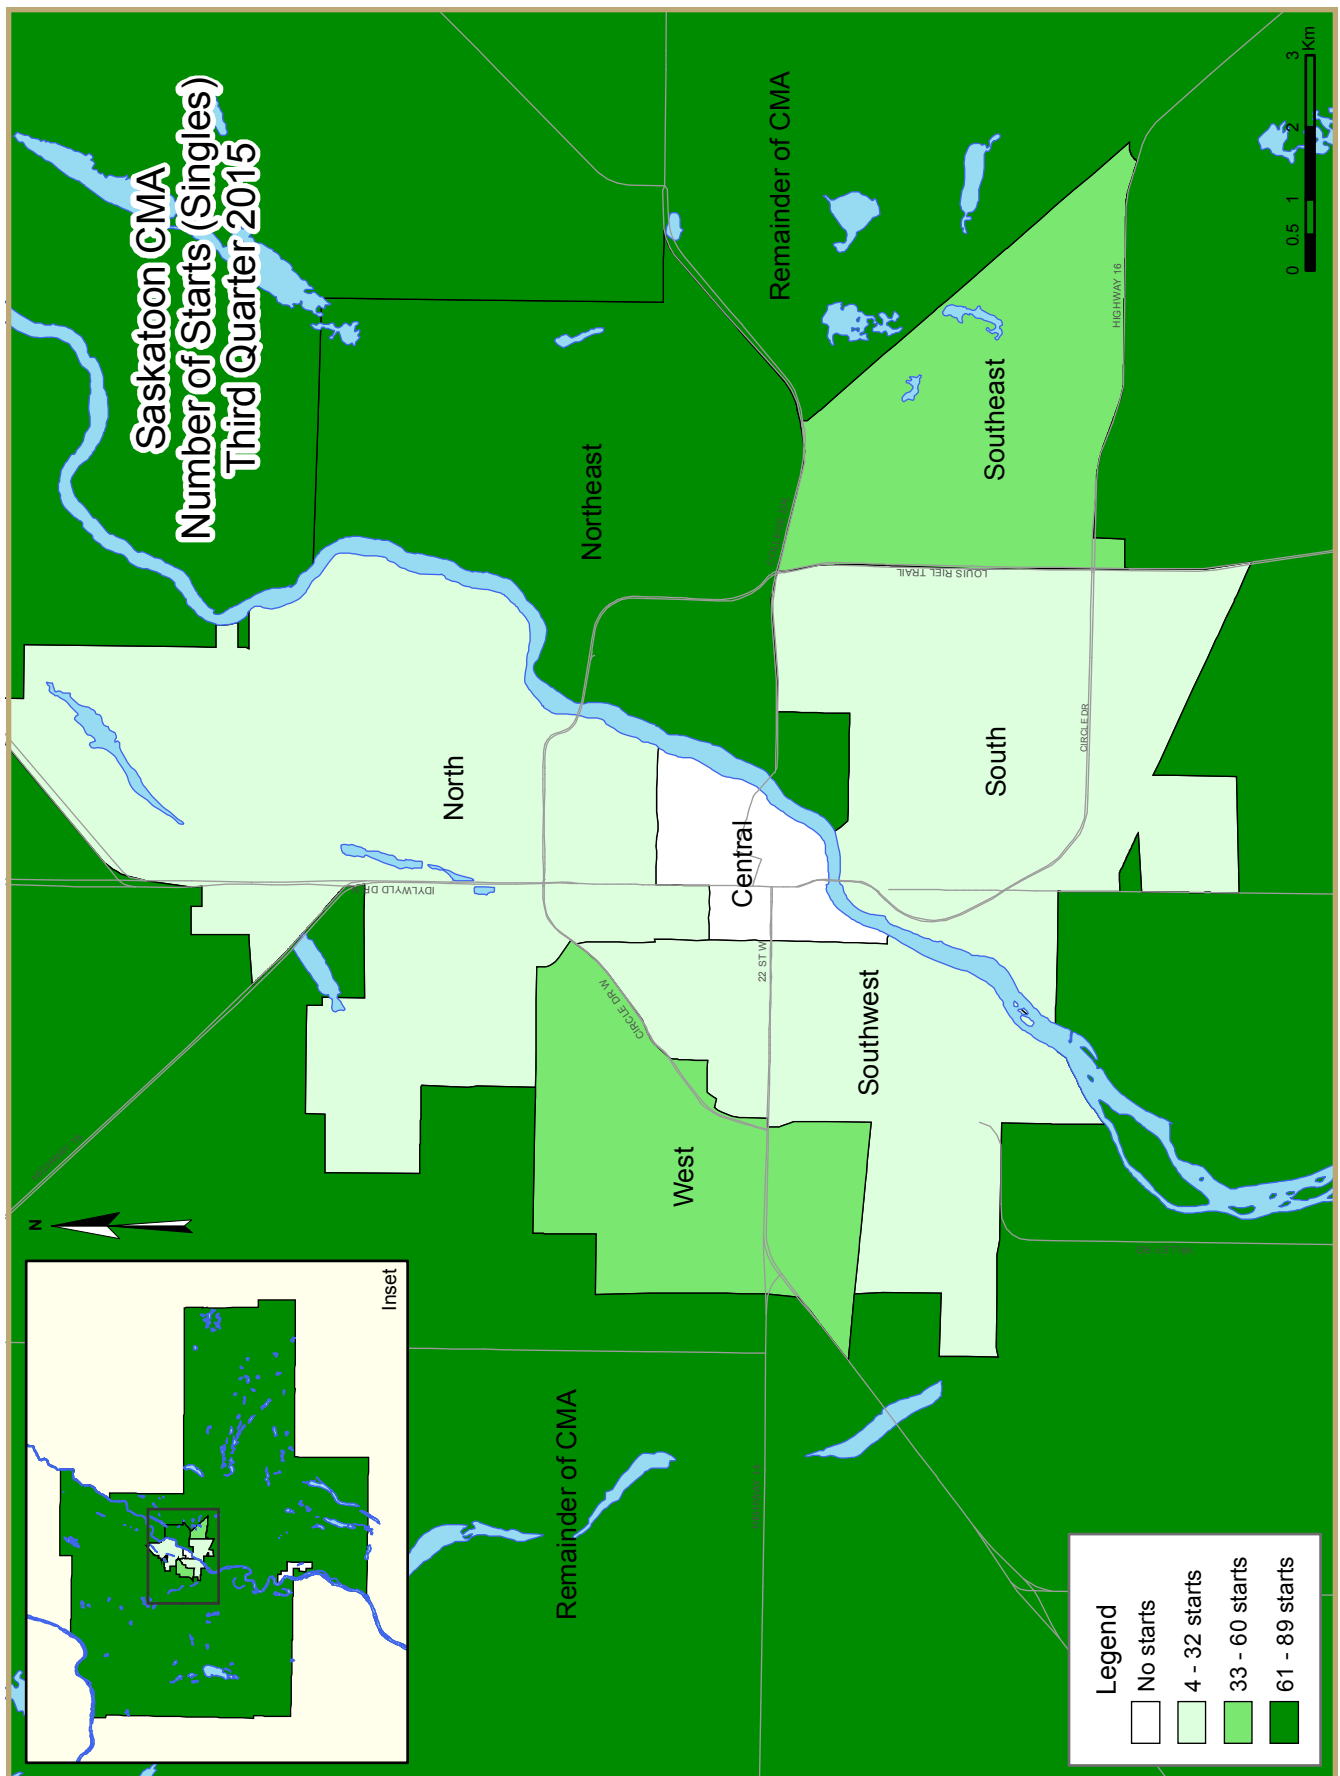 Saskatoon CMA
Number of Starts (Singles)
Third Quarter 2015
N
Inset
Remainder of CMA
Remainder of CMA
North
Northeast
Central
West
Southwest
South
Southeast
IDYLWYLD DR
CIRCLE DR W
22 ST W
CIRCLE DR
LOUIS RIEL TRAIL
HIGHWAY 16
Legend
No starts
4 - 32 starts
33 - 60 starts
61 - 89 starts
0 0.5 1 2 3
Km